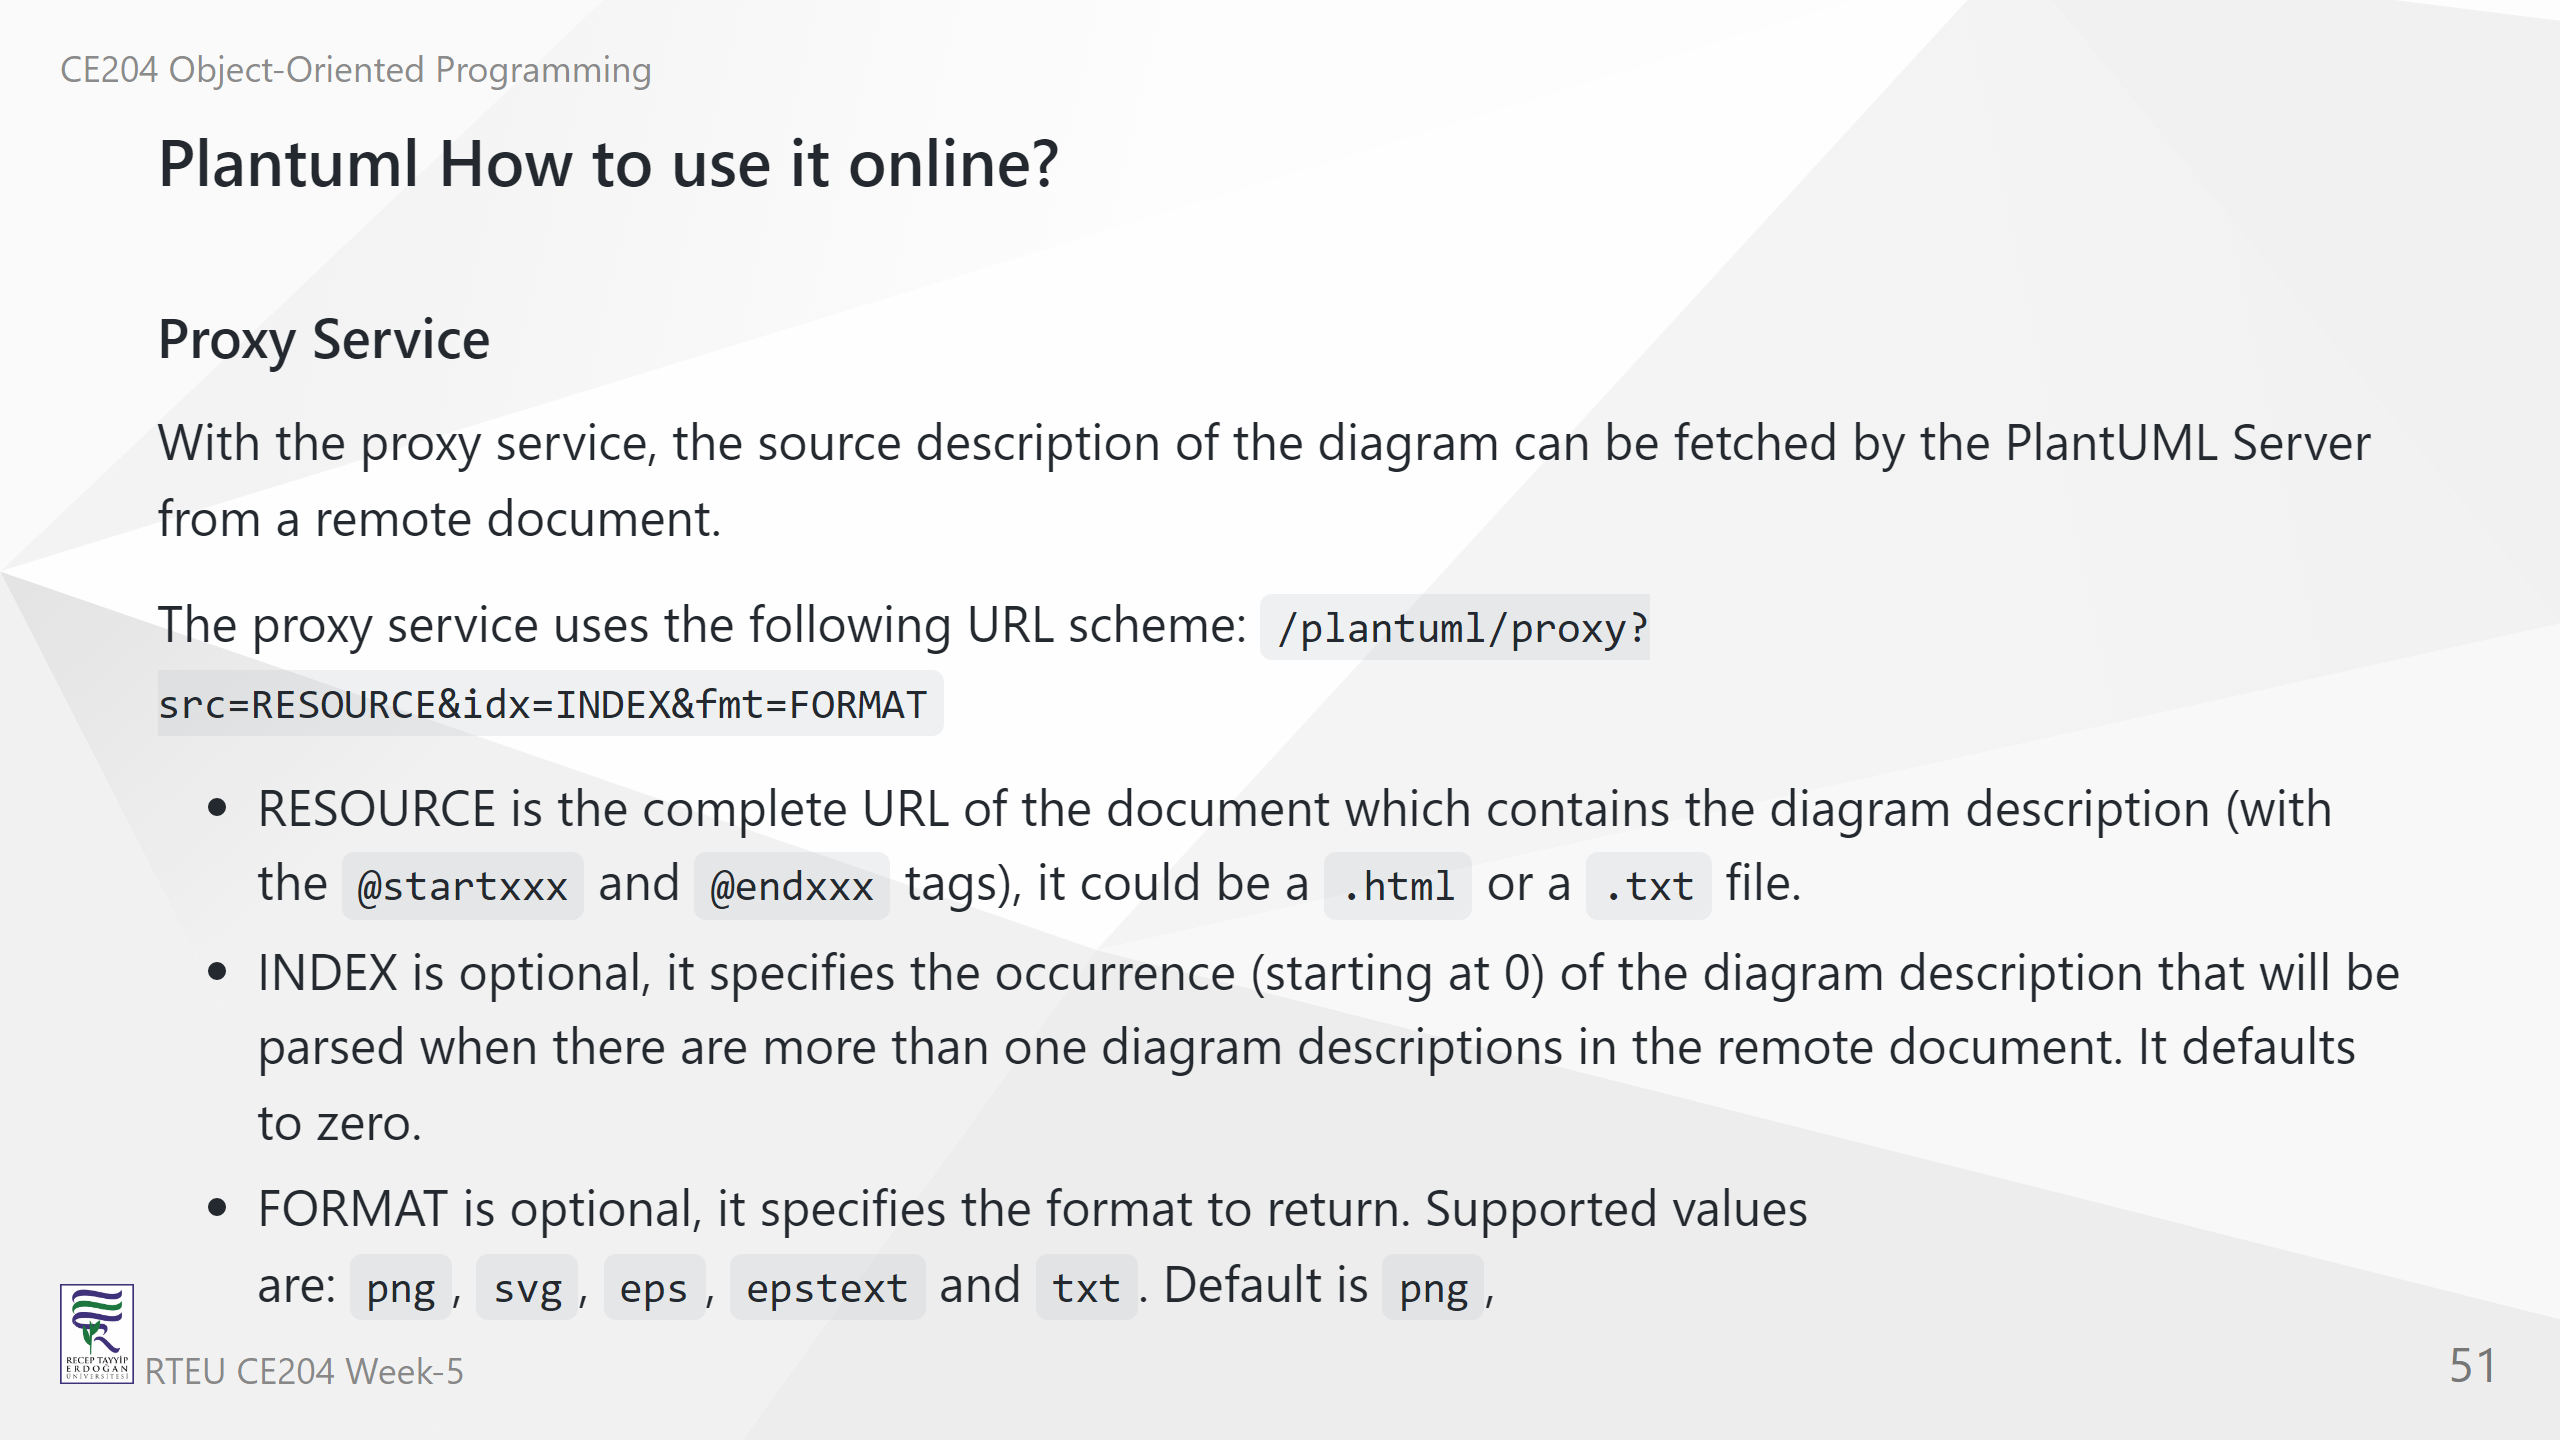 CE204 Object-Oriented Programming
Plantuml How to use it online?
Proxy Service
With the proxy service, the source description of the diagram can be fetched by the PlantUML Server
from a remote document.
The proxy service uses the following URL scheme: /plantuml/proxy?
src=RESOURCE&idx=INDEX&fmt=FORMAT
• RESOURCE is the complete URL of the document which contains the diagram description (with
the @startxxx and @endxxx tags), it could be a .html or a .txt file.
• INDEX is optional, it specifies the occurrence (starting at 0) of the diagram description that will be
parsed when there are more than one diagram descriptions in the remote document. It defaults
to zero.
• FORMAT is optional, it specifies the format to return. Supported values
are: png, svg, eps, epstext and txt. Default is png,
RECEP TAYYİP
ERDOĞAN
ÜNİVERSİTESİ
RTEU CE204 Week-5
51